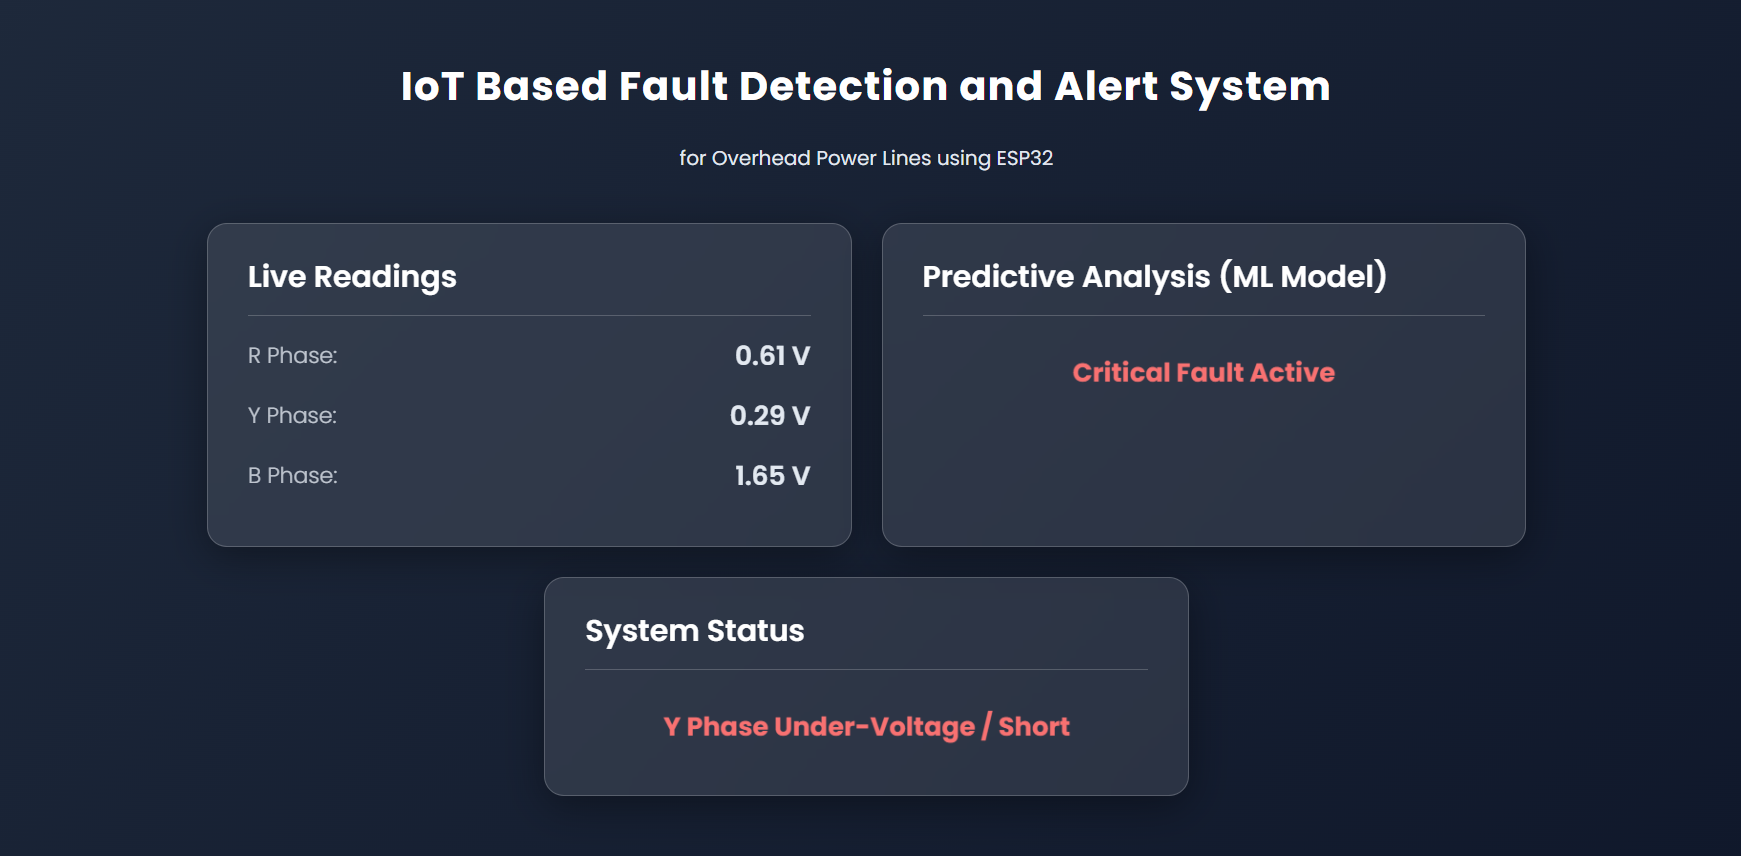 IoT Based Fault Detection and Alert System
for Overhead Power Lines using ESP32
Live Readings
R Phase: 0.61 V
Y Phase: 0.29 V
B Phase: 1.65 V
Predictive Analysis (ML Model)
Critical Fault Active
System Status
Y Phase Under-Voltage / Short